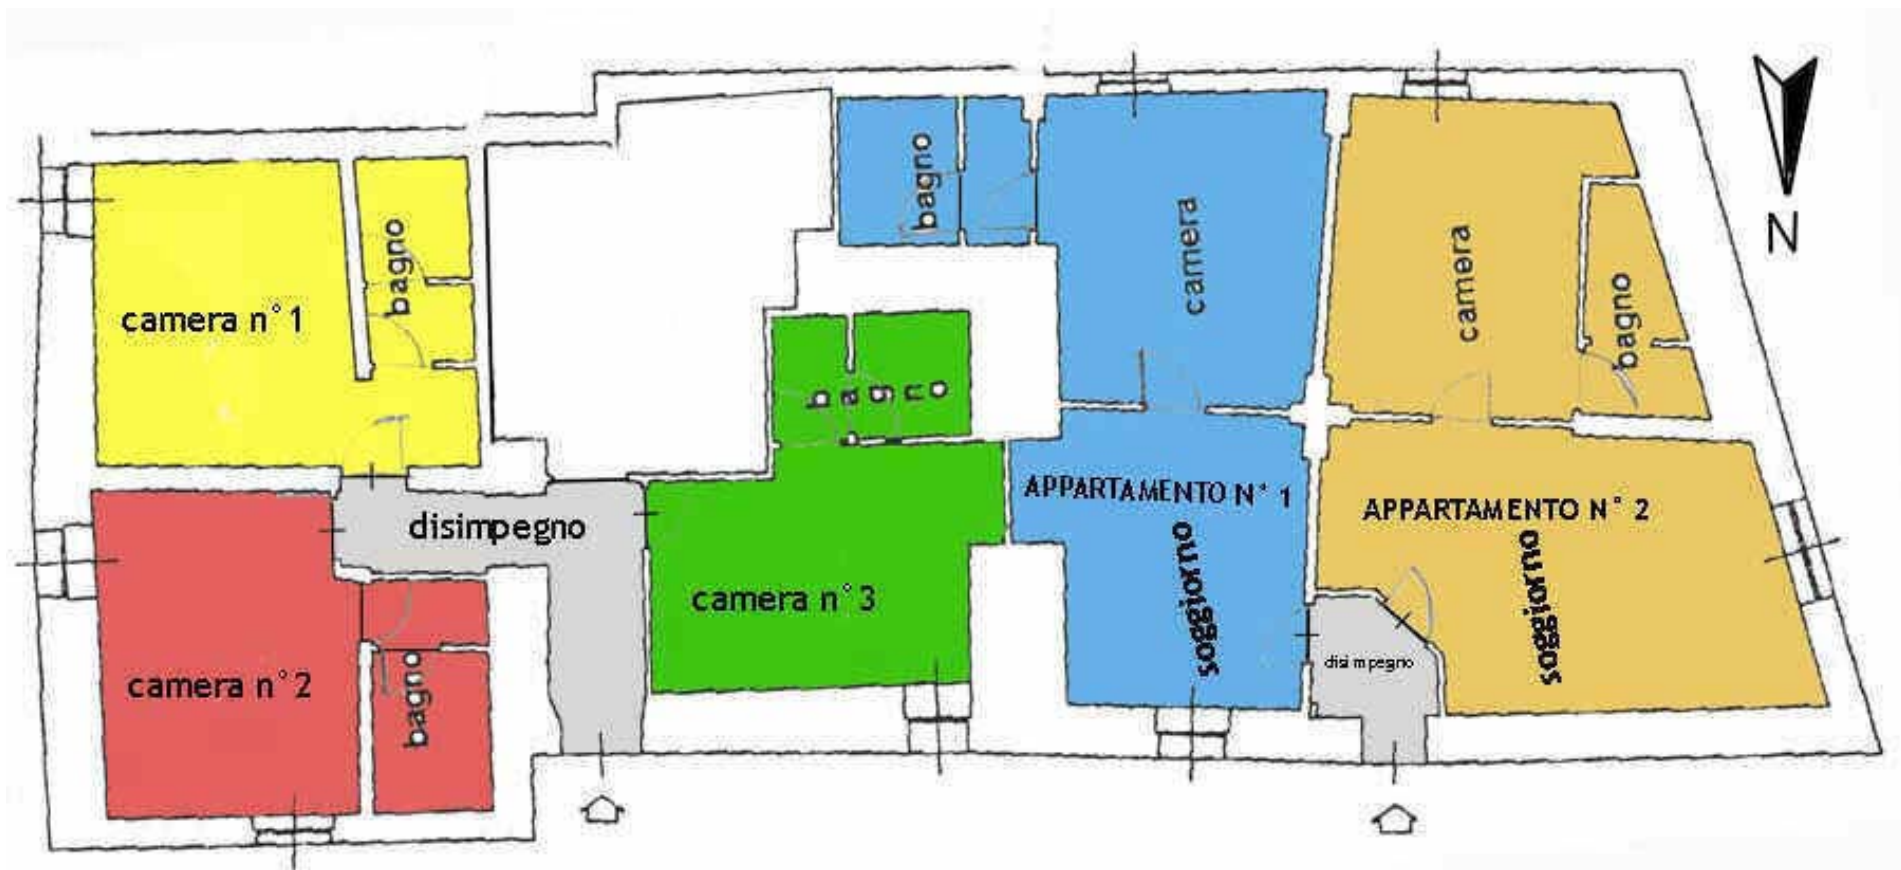 bagno
camera n° 1
bagno
camera
camera
bagno
bagno
APPARTAMENTO N° 1
APPARTAMENTO N° 2
disimpegno
soggiorno
soggiorno
camera n° 3
camera n° 2
bagno
disimpegno
bagno
N